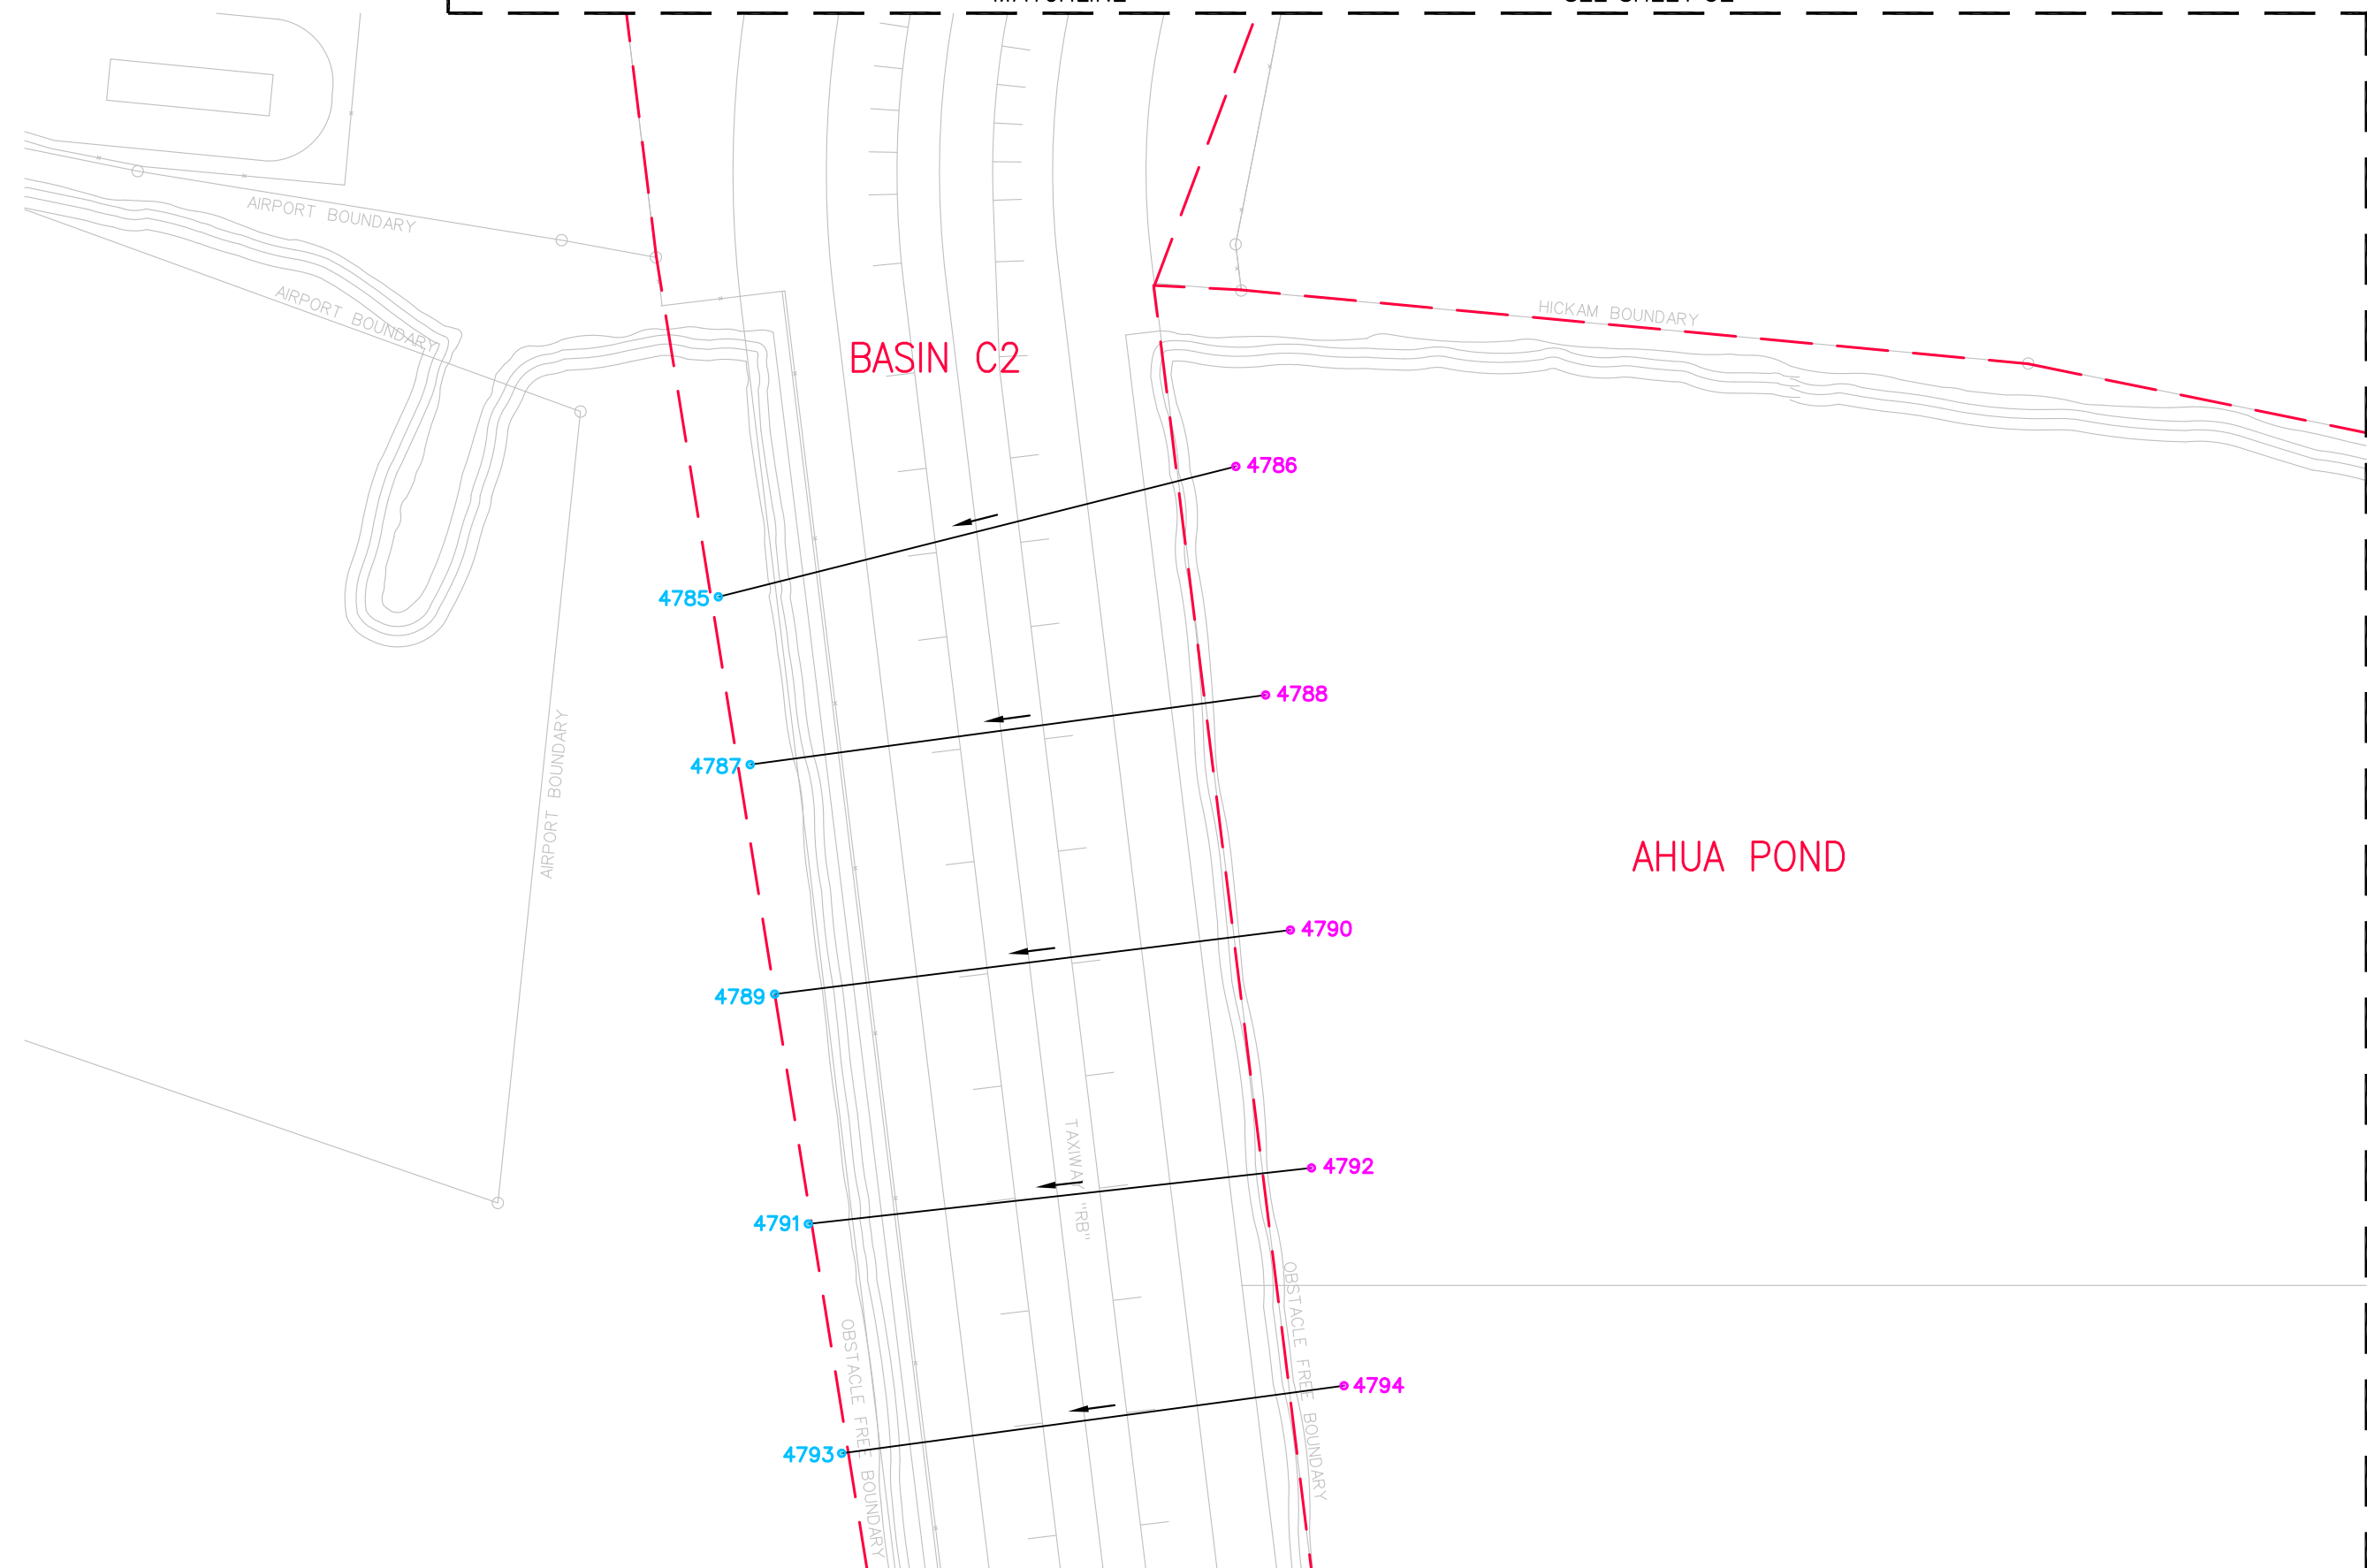 AIRPORT BOUNDARY
AIRPORT BOUNDARY
HICKAM BOUNDARY
BASIN C2
4786
4785
4788
4787
AIRPORT BOUNDARY
AHUA POND
4790
4789
TAXIWAY "RB"
4792
4791
OBSTACLE FREE BOUNDARY
OBSTACLE FREE BOUNDARY
4794
4793